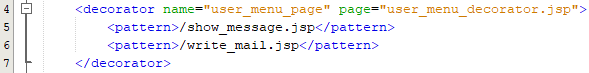 4 <decorator name="user_menu_page" page="user_menu_decorator.jsp">
5 <pattern>/show_message.jsp</pattern>
6 <pattern>/write_mail.jsp</pattern>
7 </decorator>